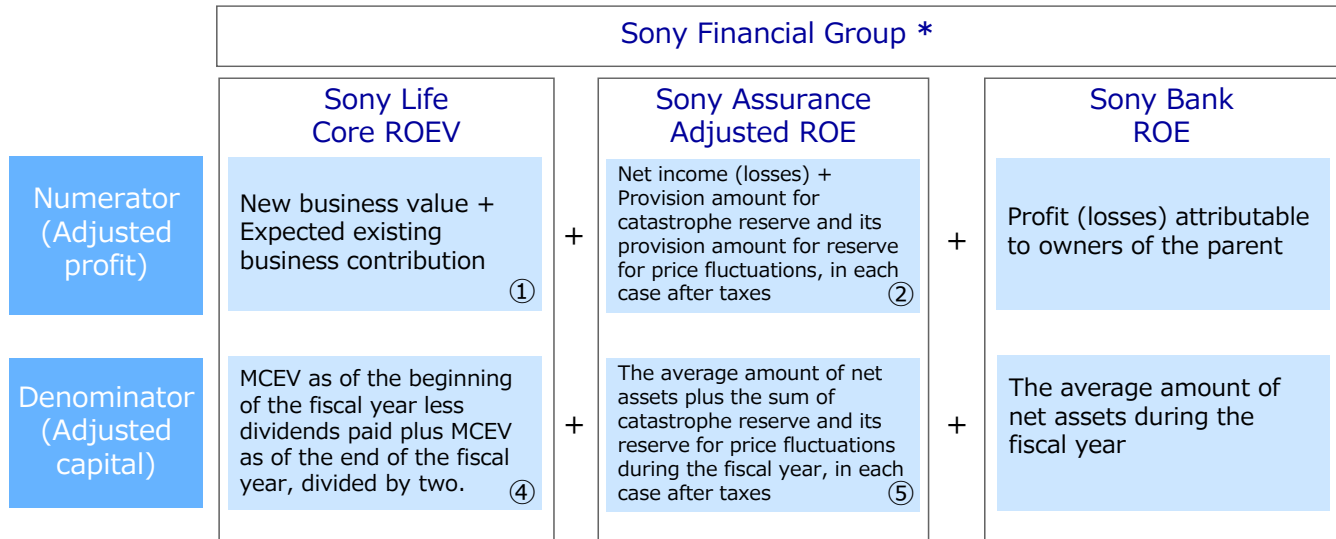 Sony Financial Group *
Sony Life
Core ROEV
Sony Assurance
Adjusted ROE
Sony Bank
ROE
Numerator
(Adjusted
profit)
New business value +
Expected existing
business contribution
①
+
Net income (losses) +
Provision amount for
catastrophe reserve and its
provision amount for reserve
for price fluctuations, in each
case after taxes
②
+
Profit (losses) attributable
to owners of the parent
Denominator
(Adjusted
capital)
MCEV as of the beginning
of the fiscal year less
dividends paid plus MCEV
as of the end of the fiscal
year, divided by two.
④
+
The average amount of net
assets plus the sum of
catastrophe reserve and its
reserve for price fluctuations
during the fiscal year, in each
case after taxes
⑤
+
The average amount of
net assets during the
fiscal year